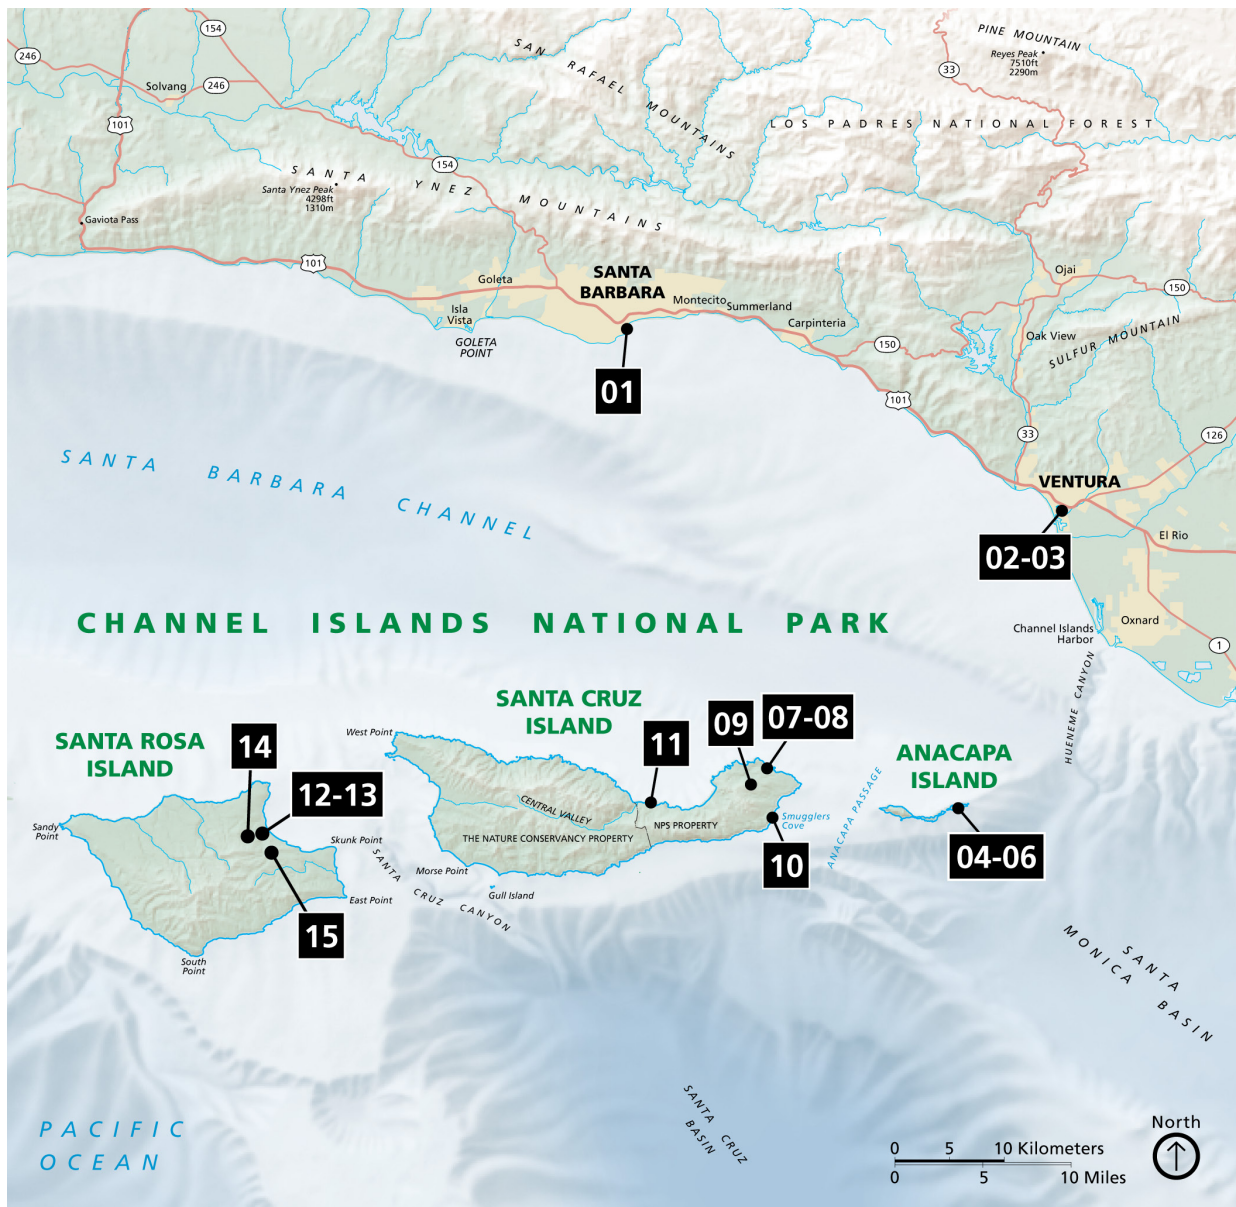 154
246
Solvang
246
101
SAN RAFAEL MOUNTAINS
PINE MOUNTAIN
Reyes Peak
7510ft
2290m
33
LOS PADRES NATIONAL FOREST
154
SANTA YNEZ MOUNTAINS
Santa Ynez Peak
4298ft
1310m
Gaviota Pass
101
Goleta
SANTA
BARBARA
Isla
Vista
GOLETA
POINT
Montecito
Summerland
Carpinteria
Ojai
150
Oak View
SULFUR MOUNTAIN
150
01
101
33
126
SANTA BARBARA CHANNEL
VENTURA
02-03
El Rio
CHANNEL ISLANDS NATIONAL PARK
Channel Islands
Harbor
Oxnard
1
HUENEME CANYON
SANTA CRUZ
ISLAND
SANTA ROSA
ISLAND
14
12-13
West Point
11
09
07-08
ANACAPA
ISLAND
ANACAPA PASSAGE
Sandy
Point
Skunk Point
CENTRAL VALLEY
THE NATURE CONSERVANCY PROPERTY
NPS PROPERTY
Smugglers
Cove
10
04-06
Morse Point
Gull Island
SANTA CRUZ CANYON
East Point
15
South
Point
SANTA
MONICA BASIN
SANTA CRUZ
BASIN
PACIFIC
OCEAN
North
0 5 10 Kilometers
0 5 10 Miles